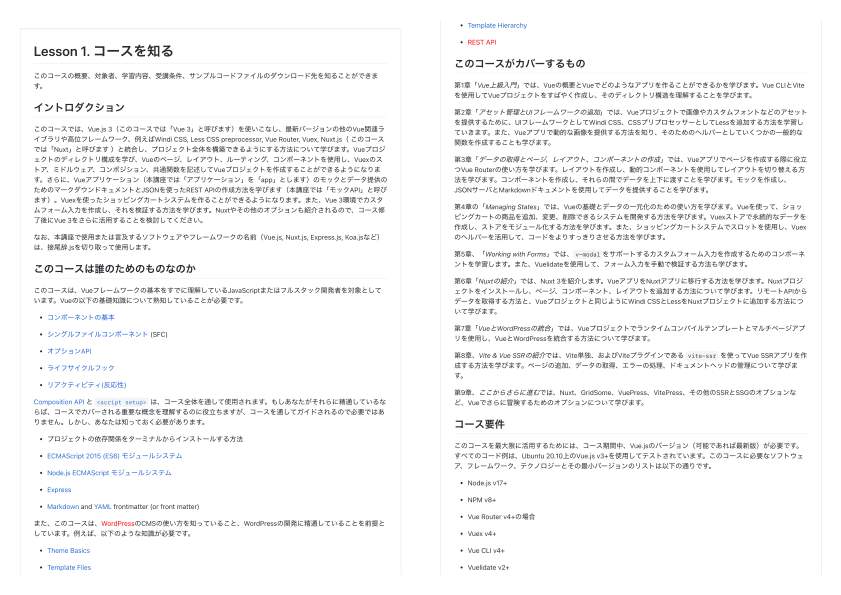 Lesson 1. コースを知る
このコースの概要、対象者、学習内容、受講条件、サンプルコードファイルのダウンロード先を知ることができま
す。
イントロダクション
このコースでは、Vue.js 3（このコースでは「Vue 3」と呼びます）を使いこなし、最新バージョンの他のVue関連ラ
イブラリや高位フレームワーク、例えばWindi CSS, Less CSS preprocessor, Vue Router, Vuex, Nuxt.js（ このコース
では「Nuxt」と呼びます ）と統合し、プロジェクト全体を構築できるようにする方法について学びます。Vueプロジ
ェクトのディレクトリ構成を学び、Vueのページ、レイアウト、ルーティング、コンポーネントを使用し、Vuexのス
トア、ミドルウェア、コンポジション、共通関数を記述してVueプロジェクトを作成することができるようになりま
す。さらに、Vueアプリケーション（本講座では「アプリケーション」を「app」とします）のモックとデータ提供の
ためのマークダウンドキュメントとJSONを使ったREST APIの作成方法を学びます（本講座では「モックAPI」と呼び
ます）。Vuexを使ったショッピングカートシステムを作ることができるようになります。また、Vue 3環境でカスタ
ムフォーム入力を作成し、それを検証する方法を学びます。Nuxtやその他のオプションも紹介されるので、コース修
了後にVue 3をさらに活用することを検討してください。
なお、本講座で使用または言及するソフトウェアやフレームワークの名前（Vue.js, Nuxt.js, Express.js, Koa.jsなど）
は、接尾辞.jsを切り取って使用します。
このコースは誰のためのものなのか
このコースは、Vueフレームワークの基本をすでに理解しているJavaScriptまたはフルスタック開発者を対象として
います。Vueの以下の基礎知識について熟知していることが必要です。
• コンポーネントの基本
• シングルファイルコンポーネント (SFC)
• オプションAPI
• ライフサイクルフック
• リアクティビティ(反応性)
Composition API と <script setup> は、コース全体を通して使用されます。もしあなたがそれらに精通しているな
らば、コースでカバーされる重要な概念を理解するのに役立ちますが、コースを通してガイドされるので必要ではあ
りません。しかし、あなたは知っておく必要があります。
• プロジェクトの依存関係をターミナルからインストールする方法
• ECMAScript 2015 (ES6) モジュールシステム
• Node.js ECMAScript モジュールシステム
• Express
• Markdown and YAML frontmatter (or front matter)
また、このコースは、WordPressのCMSの使い方を知っていること、WordPressの開発に精通していることを前提と
しています。例えば、以下のような知識が必要です。
• Theme Basics
• Template Files
• Template Hierarchy
• REST API
このコースがカバーするもの
第1章「Vue上級入門」では、Vueの概要とVueでどのようなアプリを作ることができるかを学びます。Vue CLIとVite
を使用してVueプロジェクトをすばやく作成し、そのディレクトリ構造を理解することを学びます。
第2章「アセット管理とUIフレームワークの追加」では、Vueプロジェクトで画像やカスタムフォントなどのアセット
を提供するために、UIフレームワークとしてWindi CSS、CSSプリプロセッサーとしてLessを追加する方法を学習し
ていきます。また、Vueアプリで動的な画像を提供する方法を知り、そのためのヘルパーとしていくつかの一般的な
関数を作成することも学びます。
第3章「データの取得とページ、レイアウト、コンポーネントの作成」では、Vueアプリでページを作成する際に役立
つVue Routerの使い方を学びます。レイアウトを作成し、動的コンポーネントを使用してレイアウトを切り替える方
法を学びます。コンポーネントを作成し、それらの間でデータを上下に渡すことを学びます。モックを作成し、
JSONサーバとMarkdownドキュメントを使用してデータを提供することを学びます。
第4章の「Managing States」では、Vueの基礎とデータの一元化のための使い方を学びます。Vueを使って、ショッ
ピングカートの商品を追加、変更、削除できるシステムを開発する方法を学びます。Vuexストアで永続的なデータを
作成し、ストアをモジュール化する方法を学びます。また、ショッピングカートシステムでスロットを使用し、Vuex
のヘルパーを活用して、コードをよりすっきりさせる方法を学びます。
第5章、「Working with Forms」では、 v-modal をサポートするカスタムフォーム入力を作成するためのコンポーネ
ントを学習します。また、Vuelidateを使用して、フォーム入力を手動で検証する方法も学びます。
第6章「Nuxtの紹介」では、Nuxt 3を紹介します。VueアプリをNuxtアプリに移行する方法を学びます。Nuxtプロジ
ェクトをインストールし、ページ、コンポーネント、レイアウトを追加する方法について学びます。リモートAPIから
データを取得する方法と、Vueプロジェクトと同じようにWindi CSSとLessをNuxtプロジェクトに追加する方法につ
いて学びます。
第7章「VueとWordPressの統合」では、Vueプロジェクトでランタイムコンパイルテンプレートとマルチページアプ
リを使用し、VueとWordPressを統合する方法について学びます。
第8章、Vite & Vue SSRの紹介では、Vite単独、およびViteプラグインである vite-ssr を使ってVue SSRアプリを作
成する方法を学びます。ページの追加、データの取得、エラーの処理、ドキュメントヘッドの管理について学びま
す。
第9章、ここからさらに進むでは、Nuxt、GridSome、VuePress、VitePress、その他のSSRとSSGのオプションな
ど、Vueでさらに冒険するためのオプションについて学びます。
コース要件
このコースを最大限に活用するためには、コース期間中、Vue.jsのバージョン（可能であれば最新版）が必要です。
すべてのコード例は、Ubuntu 20.10上のVue.js v3+を使用してテストされています。このコースに必要なソフトウェ
ア、フレームワーク、テクノロジーとその最小バージョンのリストは以下の通りです。
• Node.js v17+
• NPM v8+
• Vue Router v4+の場合
• Vuex v4+
• Vue CLI v4+
• Vuelidate v2+